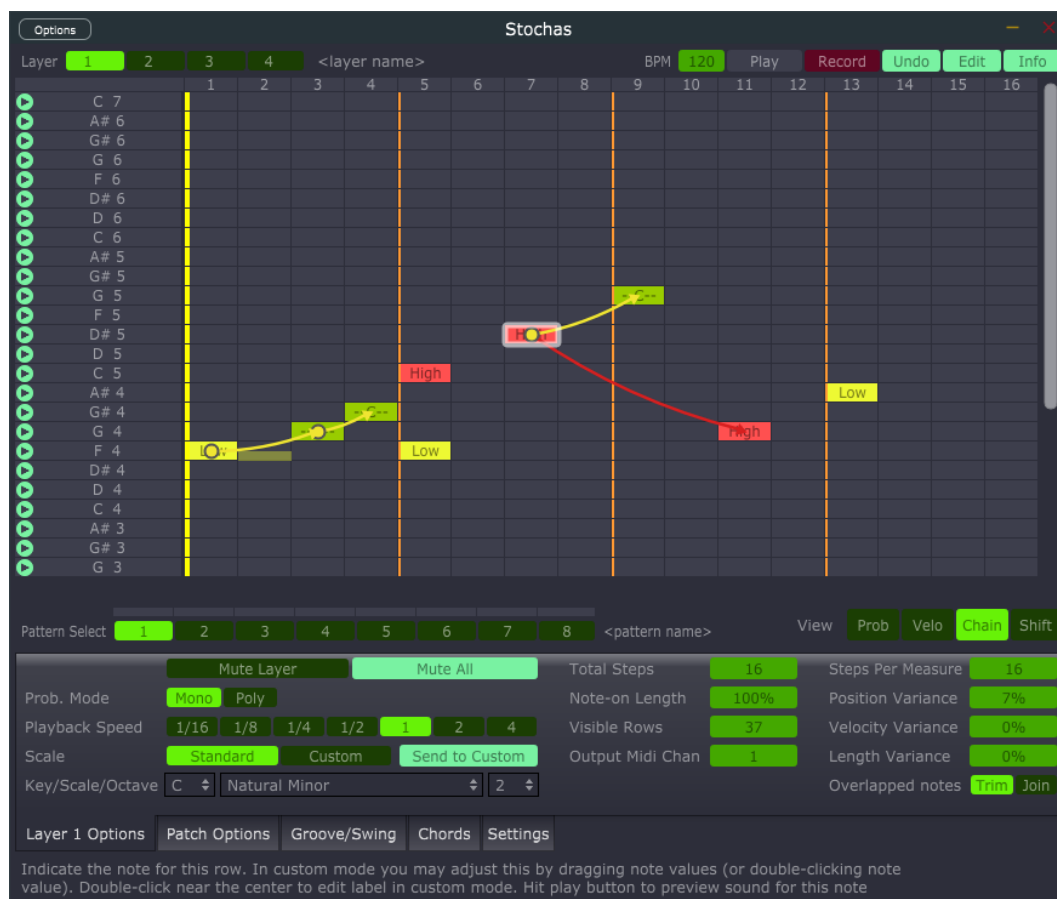 Options Stochas
Layer 1 2 3 4 <layer name> BPM 120 Play Record Undo Edit Info
1 2 3 4 5 6 7 8 9 10 11 12 13 14 15 16
C 7
A# 6
G# 6
G 6
F 6
D# 6
D 6
C 6
A# 5
G# 5
G 5 --C--
F 5
D# 5 High
D 5
C 5 High
A# 4 Low
G# 4 --C--
G 4 High
F 4 Low Low
D# 4
D 4
C 4
A# 3
G# 3
G 3
Pattern Select 1 2 3 4 5 6 7 8 <pattern name> View Prob Velo Chain Shift
Mute Layer Mute All Total Steps 16 Steps Per Measure 16
Prob. Mode Mono Poly Note-on Length 100% Position Variance 7%
Playback Speed 1/16 1/8 1/4 1/2 1 2 4 Visible Rows 37 Velocity Variance 0%
Scale Standard Custom Send to Custom Output Midi Chan 1 Length Variance 0%
Key/Scale/Octave C Natural Minor 2 Overlapped notes Trim Join
Layer 1 Options Patch Options Groove/Swing Chords Settings
Indicate the note for this row. In custom mode you may adjust this by dragging note values (or double-clicking note
value). Double-click near the center to edit label in custom mode. Hit play button to preview sound for this note